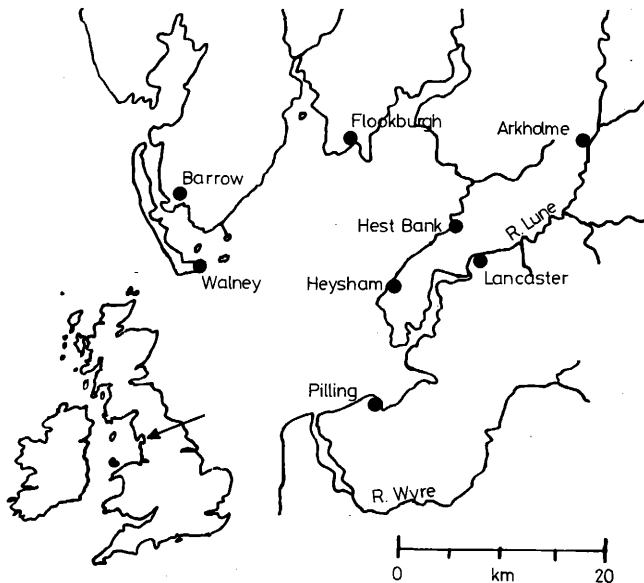 Flookburgh
Arkholme
Barrow
Hest Bank
R. Lune
Walney
Heysham
Lancaster
Pilling
R. Wyre
0 km 20